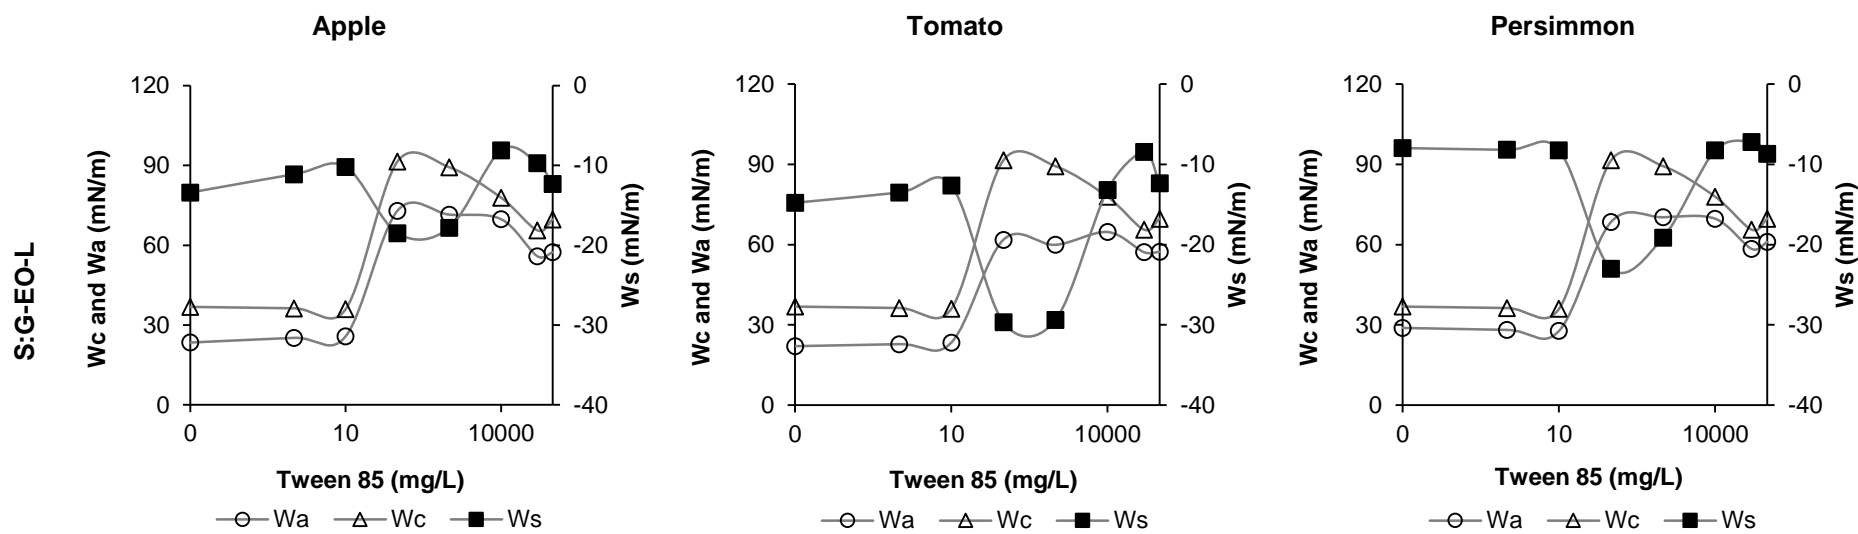 Apple
Tomato
Persimmon
S:G-EO-L
Wc and Wa (mN/m)
120
90
60
30
0
0
-10
-20
-30
-40
Ws (mN/m)
0
10
10000
Tween 85 (mg/L)
Wa
Wc
Ws
Wc and Wa (mN/m)
120
90
60
30
0
0
-10
-20
-30
-40
Ws (mN/m)
0
10
10000
Tween 85 (mg/L)
Wa
Wc
Ws
Wc and Wa (mN/m)
120
90
60
30
0
0
-10
-20
-30
-40
Ws (mN/m)
0
10
10000
Tween 85 (mg/L)
Wa
Wc
Ws